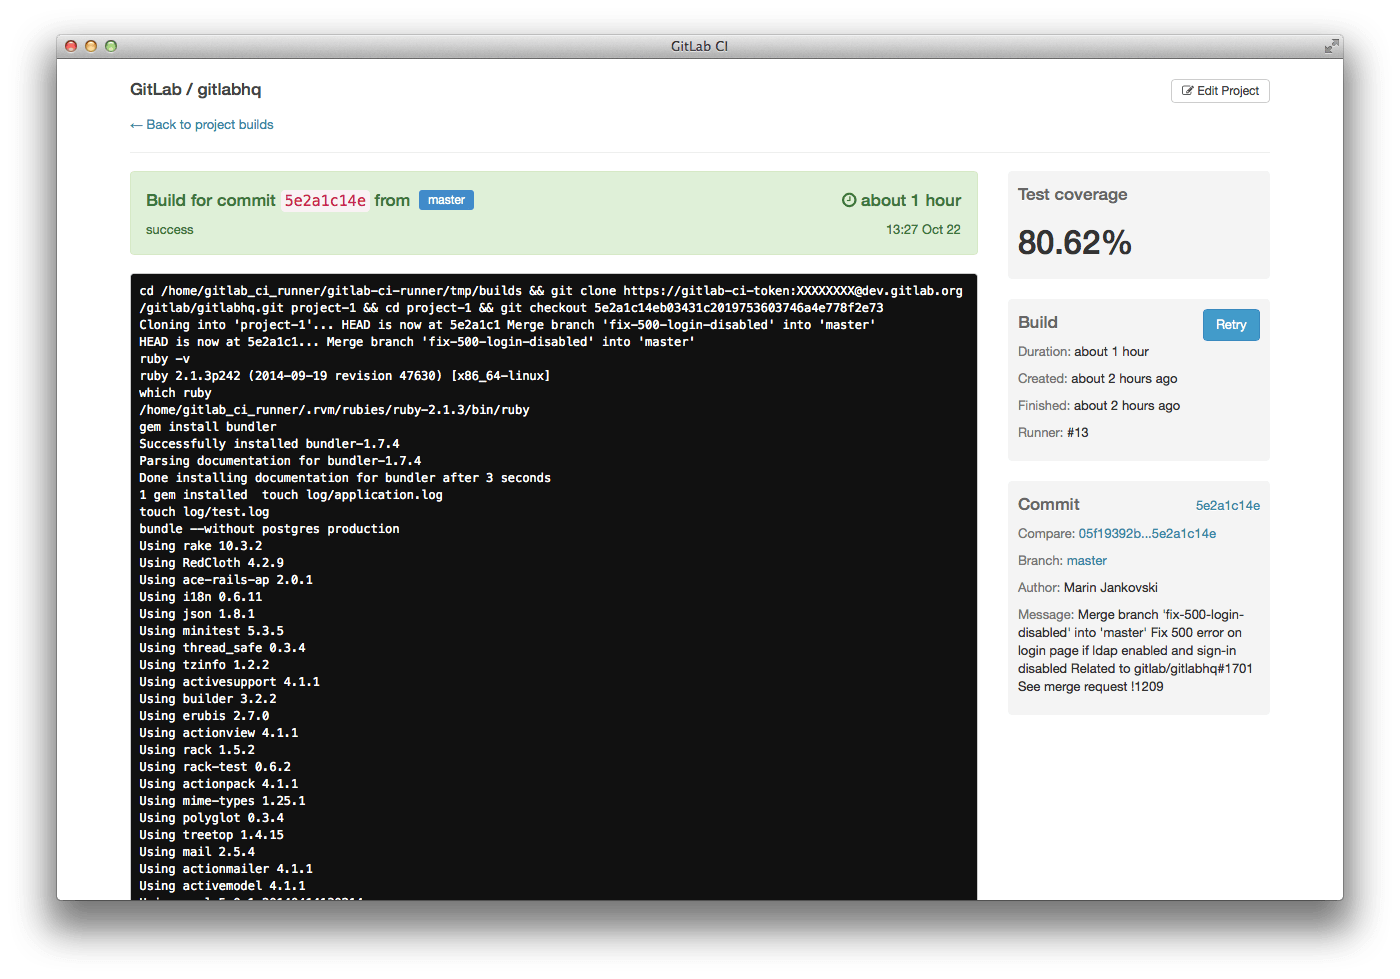 GitLab CI
GitLab / gitlabhq
Edit Project
← Back to project builds
Build for commit 5e2a1c14e from master
about 1 hour
success
13:27 Oct 22
cd /home/gitlab_ci_runner/gitlab-ci-runner/tmp/builds && git clone https://gitlab-ci-token:XXXXXXXX@dev.gitlab.org
/gitlab/gitlabhq.git project-1 && cd project-1 && git checkout 5e2a1c14eb03431c2019753603746a4e778f2e73
Cloning into 'project-1'... HEAD is now at 5e2a1c1 Merge branch 'fix-500-login-disabled' into 'master'
HEAD is now at 5e2a1c1... Merge branch 'fix-500-login-disabled' into 'master'
ruby -v
ruby 2.1.3p242 (2014-09-19 revision 47630) [x86_64-linux]
which ruby
/home/gitlab_ci_runner/.rvm/rubies/ruby-2.1.3/bin/ruby
gem install bundler
Successfully installed bundler-1.7.4
Parsing documentation for bundler-1.7.4
Done installing documentation for bundler after 3 seconds
1 gem installed  touch log/application.log
touch log/test.log
bundle --without postgres production
Using rake 10.3.2
Using RedCloth 4.2.9
Using ace-rails-ap 2.0.1
Using i18n 0.6.11
Using json 1.8.1
Using minitest 5.3.5
Using thread_safe 0.3.4
Using tzinfo 1.2.2
Using activesupport 4.1.1
Using builder 3.2.2
Using erubis 2.7.0
Using actionview 4.1.1
Using rack 1.5.2
Using rack-test 0.6.2
Using actionpack 4.1.1
Using mime-types 1.25.1
Using polyglot 0.3.4
Using treetop 1.4.15
Using mail 2.5.4
Using actionmailer 4.1.1
Using activemodel 4.1.1
Test coverage
80.62%
Build
Retry
Duration: about 1 hour
Created: about 2 hours ago
Finished: about 2 hours ago
Runner: #13
Commit
5e2a1c14e
Compare: 05f19392b...5e2a1c14e
Branch: master
Author: Marin Jankovski
Message: Merge branch 'fix-500-login-
disabled' into 'master' Fix 500 error on
login page if ldap enabled and sign-in
disabled Related to gitlab/gitlabhq#1701
See merge request !1209